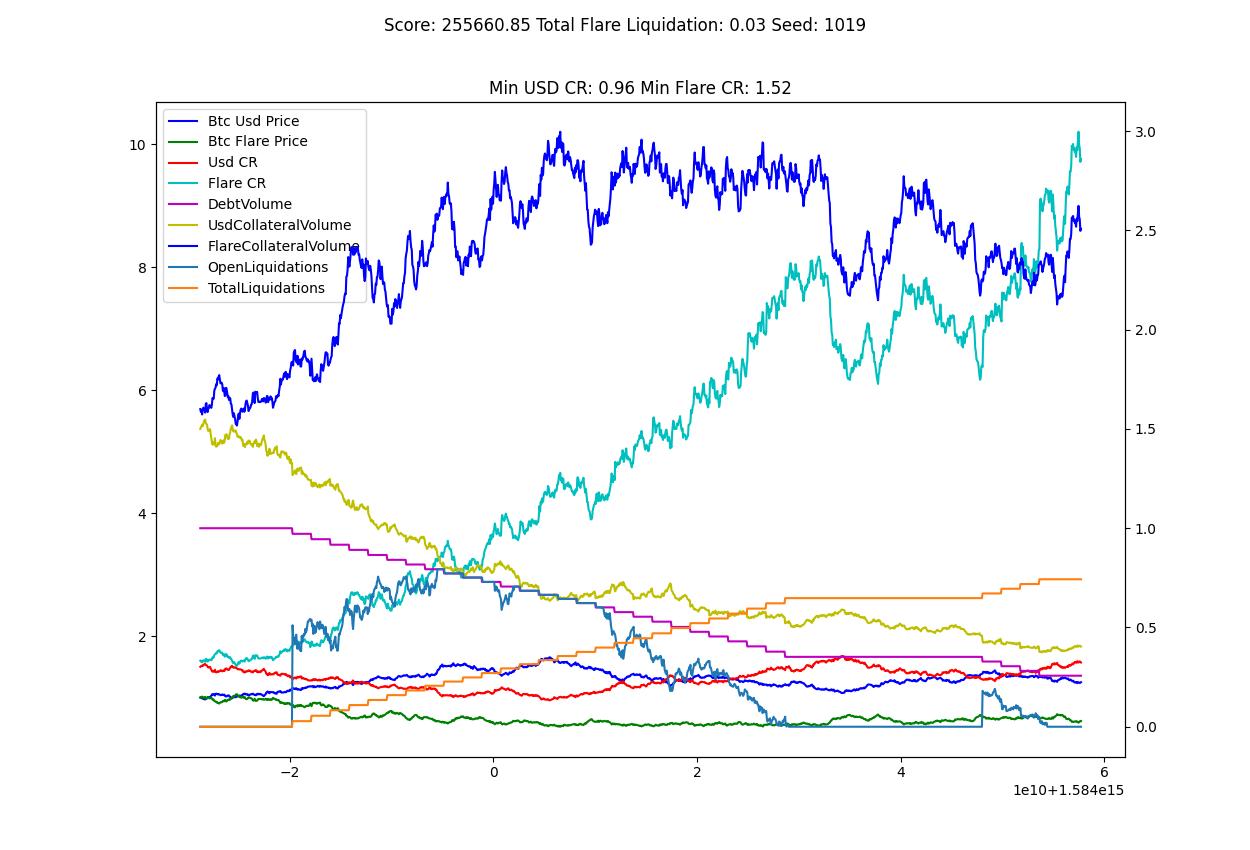 Score: 255660.85 Total Flare Liquidation: 0.03 Seed: 1019
Min USD CR: 0.96 Min Flare CR: 1.52
Btc Usd Price
Btc Flare Price
Usd CR
Flare CR
DebtVolume
UsdCollateralVolume
FlareCollateralVolume
OpenLiquidations
TotalLiquidations
10
8
6
4
2
3.0
2.5
2.0
1.5
1.0
0.5
0.0
−2
0
2
4
6
1e10+1.584e15